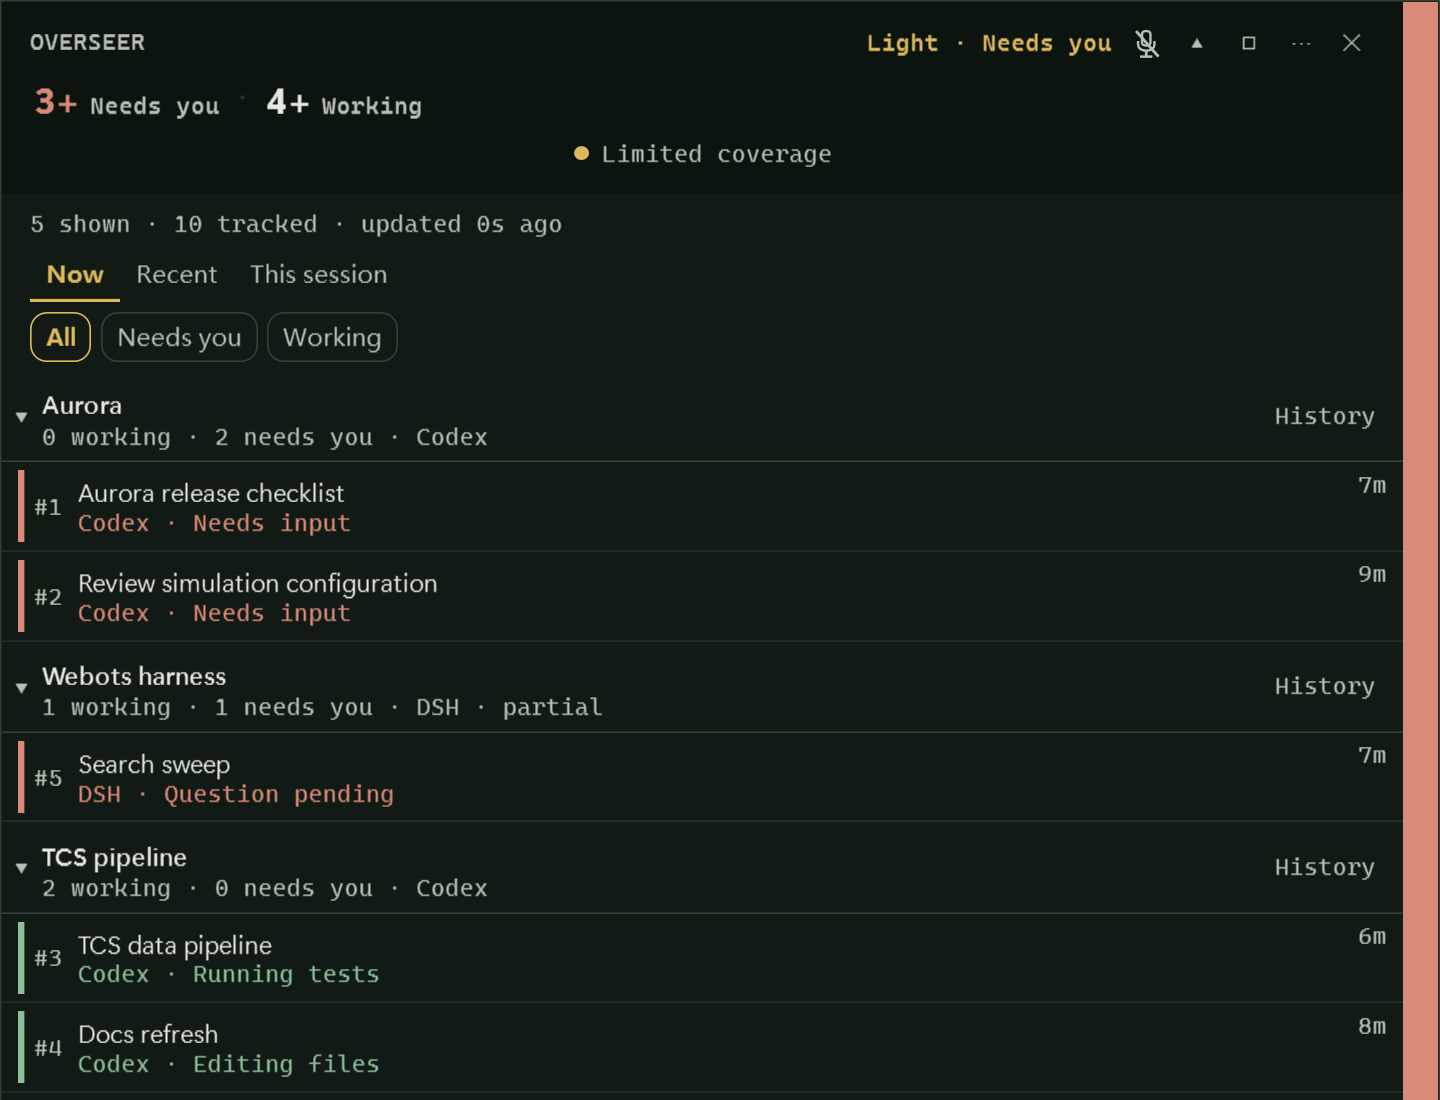 OVERSEER
Light · Needs you
3+ Needs you · 4+ Working
Limited coverage
5 shown · 10 tracked · updated 0s ago
Now Recent This session
All Needs you Working
Aurora
0 working · 2 needs you · Codex
History
#1 Aurora release checklist
Codex · Needs input
7m
#2 Review simulation configuration
Codex · Needs input
9m
Webots harness
1 working · 1 needs you · DSH · partial
History
#5 Search sweep
DSH · Question pending
7m
TCS pipeline
2 working · 0 needs you · Codex
History
#3 TCS data pipeline
Codex · Running tests
6m
#4 Docs refresh
Codex · Editing files
8m